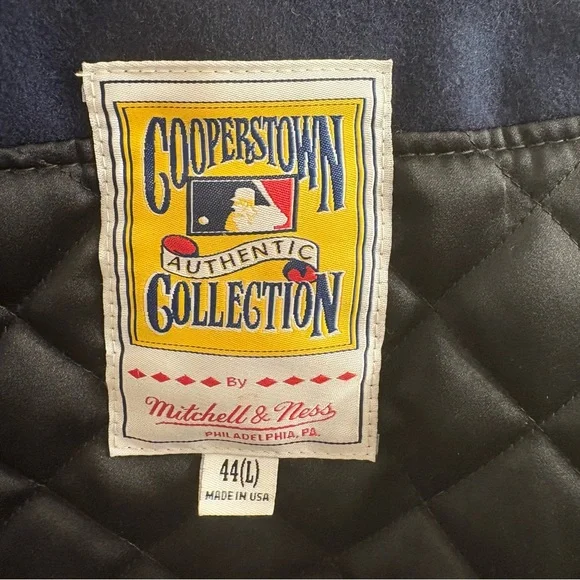 COOPERSTOWN
AUTHENTIC
COLLECTION
BY
Mitchell & Ness
PHILADELPHIA, PA.
44(L)
MADE IN USA